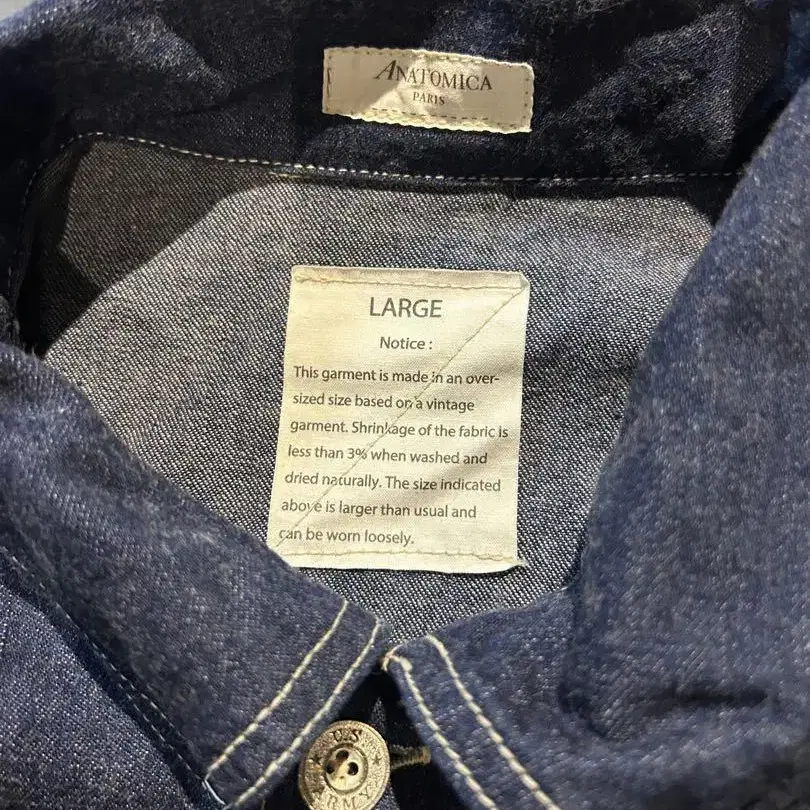 ANATOMICA
PARIS
LARGE
Notice :
This garment is made in an over-
sized size based on a vintage
garment. Shrinkage of the fabric is
less than 3% when washed and
dried naturally. The size indicated
above is larger than usual and
can be worn loosely.
U.S
ARMY